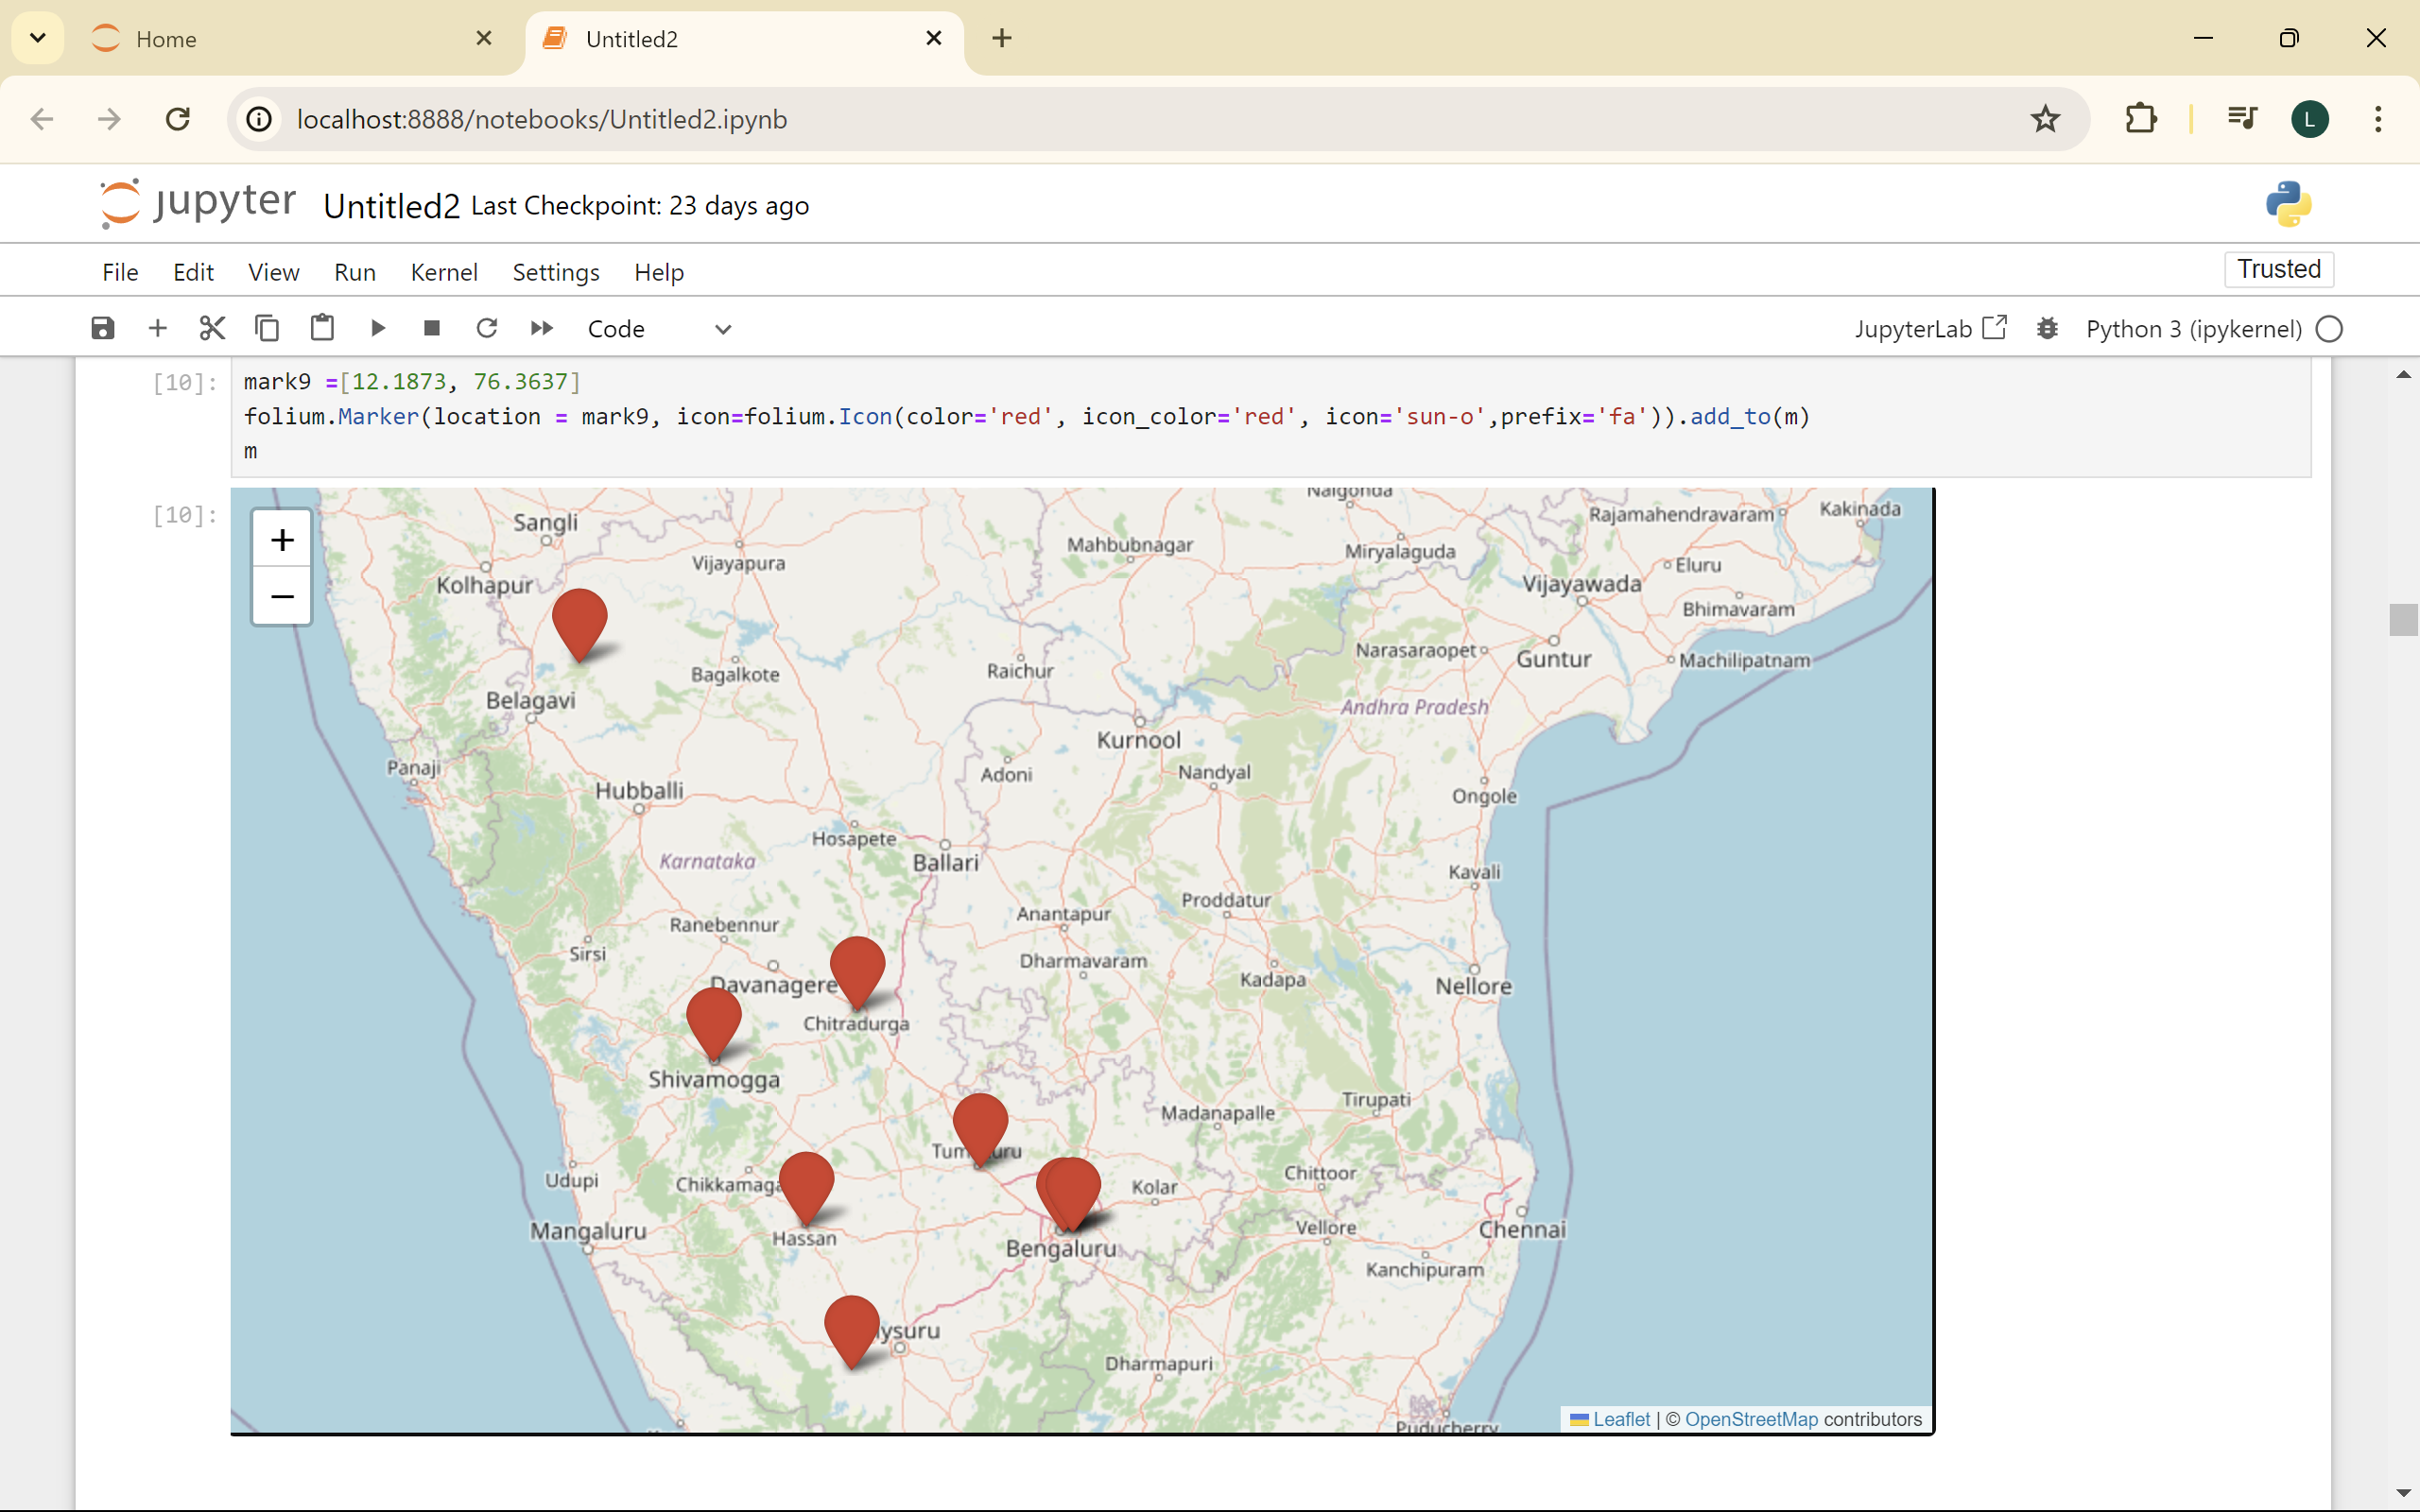 Home
Untitled2
localhost:8888/notebooks/Untitled2.ipynb
L
jupyter Untitled2 Last Checkpoint: 23 days ago
File Edit View Run Kernel Settings Help
Trusted
Code
JupyterLab
Python 3 (ipykernel)
[10]:
mark9 =[12.1873, 76.3637]
folium.Marker(location = mark9, icon=folium.Icon(color='red', icon_color='red', icon='sun-o',prefix='fa')).add_to(m)
m
[10]:
+
−
Nalgonda
Sangli
Rajamahendravaram
Kakinada
Mahbubnagar
Miryalaguda
Vijayapura
Eluru
Kolhapur
Vijayawada
Bhimavaram
Narasaraopet
Guntur
Machilipatnam
Raichur
Bagalkote
Belagavi
Andhra Pradesh
Kurnool
Panaji
Adoni
Nandyal
Hubballi
Ongole
Hosapete
Karnataka
Ballari
Kavali
Proddatur
Anantapur
Ranebennur
Sirsi
Dharmavaram
Kadapa
Davanagere
Nellore
Chitradurga
Shivamogga
Tirupati
Madanapalle
Chittoor
Udupi
Chikkamaga
Kolar
Mangaluru
Hassan
Vellore
Chennai
Bengaluru
Kanchipuram
ysuru
Dharmapuri
Puducherry
Leaflet | © OpenStreetMap contributors